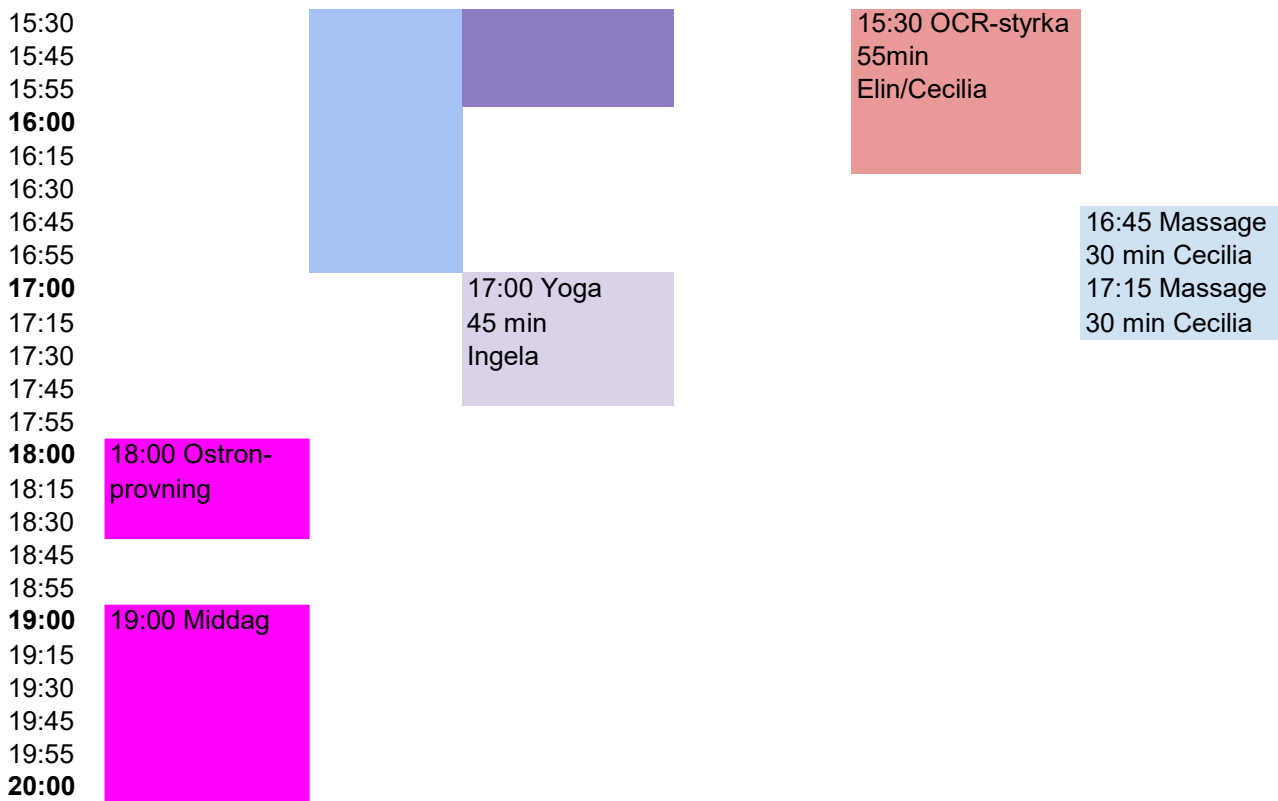 15:30 15:30 OCR-styrka
15:45 55min
15:55 Elin/Cecilia
16:00
16:15
16:30
16:45 16:45 Massage
16:55 30 min Cecilia
17:00 17:00 Yoga 17:15 Massage
17:15 45 min 30 min Cecilia
17:30 Ingela
17:45
17:55
18:00 18:00 Ostron-
18:15 provning
18:30
18:45
18:55
19:00 19:00 Middag
19:15
19:30
19:45
19:55
20:00